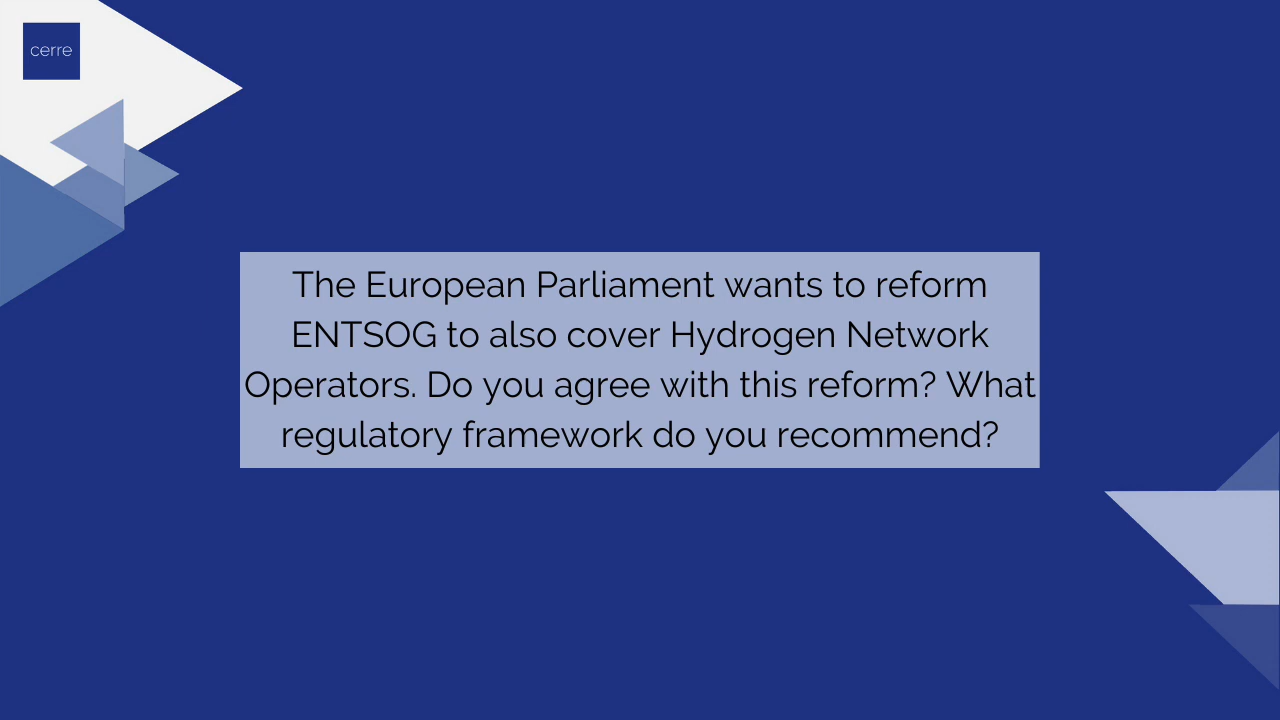 cerre
The European Parliament wants to reform
ENTSOG to also cover Hydrogen Network
Operators. Do you agree with this reform? What
regulatory framework do you recommend?